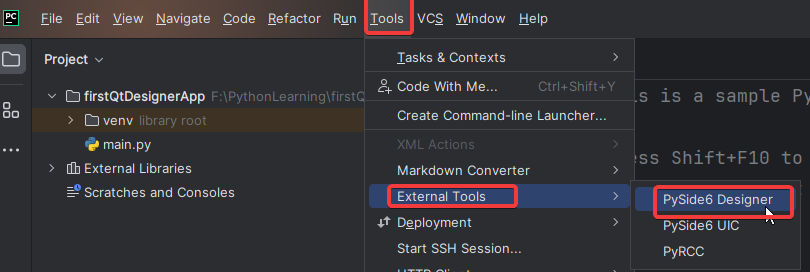 PC
File Edit View Navigate Code Refactor Run Tools VCS Window Help
Project
firstQtDesignerApp F:\PythonLearning\firstQ
venv library root
main.py
External Libraries
Scratches and Consoles
Tasks & Contexts
Code With Me... Ctrl+Shift+Y
Create Command-line Launcher...
XML Actions
Markdown Converter
External Tools
Deployment
Start SSH Session...
HTTP Client
is is a sample Py
ess Shift+F10 to
PySide6 Designer
PySide6 UIC
PyRCC